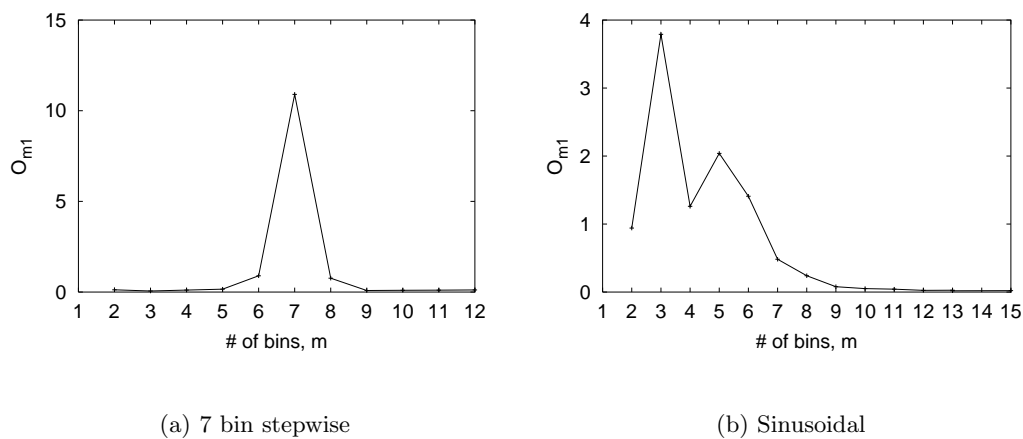 15
10
5
0
O_m1
1 2 3 4 5 6 7 8 9 10 11 12
# of bins, m
(a) 7 bin stepwise
4
3
2
1
0
O_m1
1 2 3 4 5 6 7 8 9 10 11 12 13 14 15
# of bins, m
(b) Sinusoidal